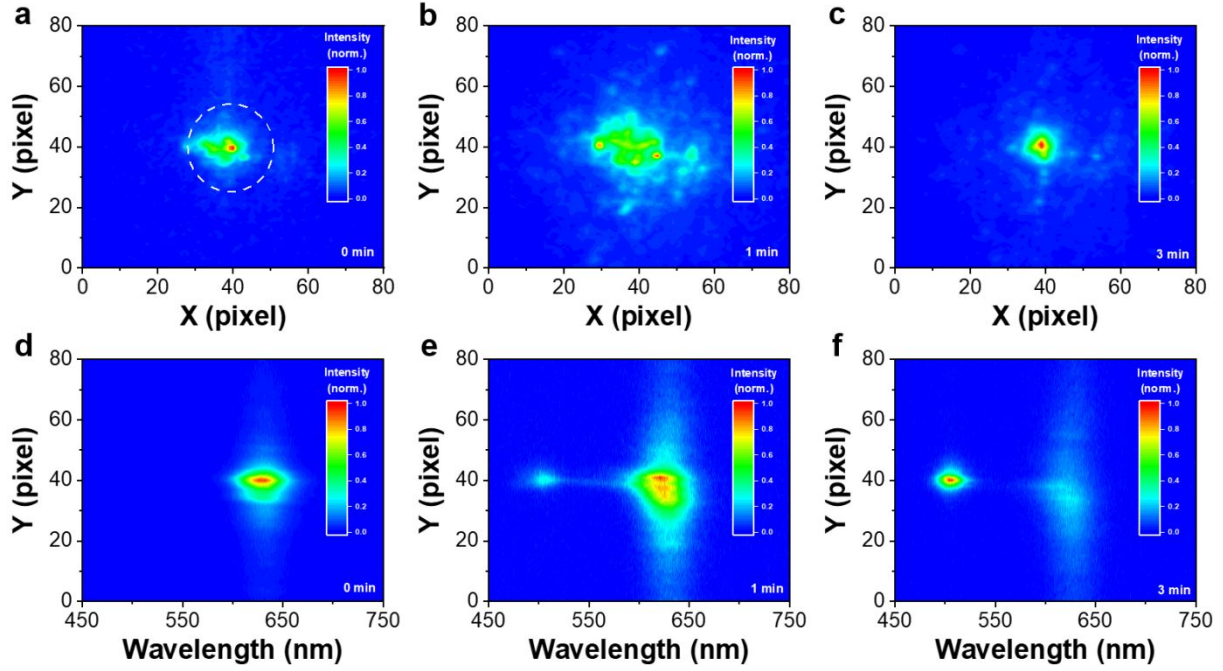 a
80
60
40
20
0
Y (pixel)
0
20
40
60
80
X (pixel)
Intensity
(norm.)
1.0
0.8
0.6
0.4
0.2
0.0
0 min
b
80
60
40
20
0
Y (pixel)
0
20
40
60
80
X (pixel)
Intensity
(norm.)
1.0
0.8
0.6
0.4
0.2
0.0
1 min
c
80
60
40
20
0
Y (pixel)
0
20
40
60
80
X (pixel)
Intensity
(norm.)
1.0
0.8
0.6
0.4
0.2
0.0
3 min
d
80
60
40
20
0
Y (pixel)
450
550
650
750
Wavelength (nm)
Intensity
(norm.)
1.0
0.8
0.6
0.4
0.2
0.0
0 min
e
80
60
40
20
0
Y (pixel)
450
550
650
750
Wavelength (nm)
Intensity
(norm.)
1.0
0.8
0.6
0.4
0.2
0.0
1 min
f
80
60
40
20
0
Y (pixel)
450
550
650
750
Wavelength (nm)
Intensity
(norm.)
1.0
0.8
0.6
0.4
0.2
0.0
3 min